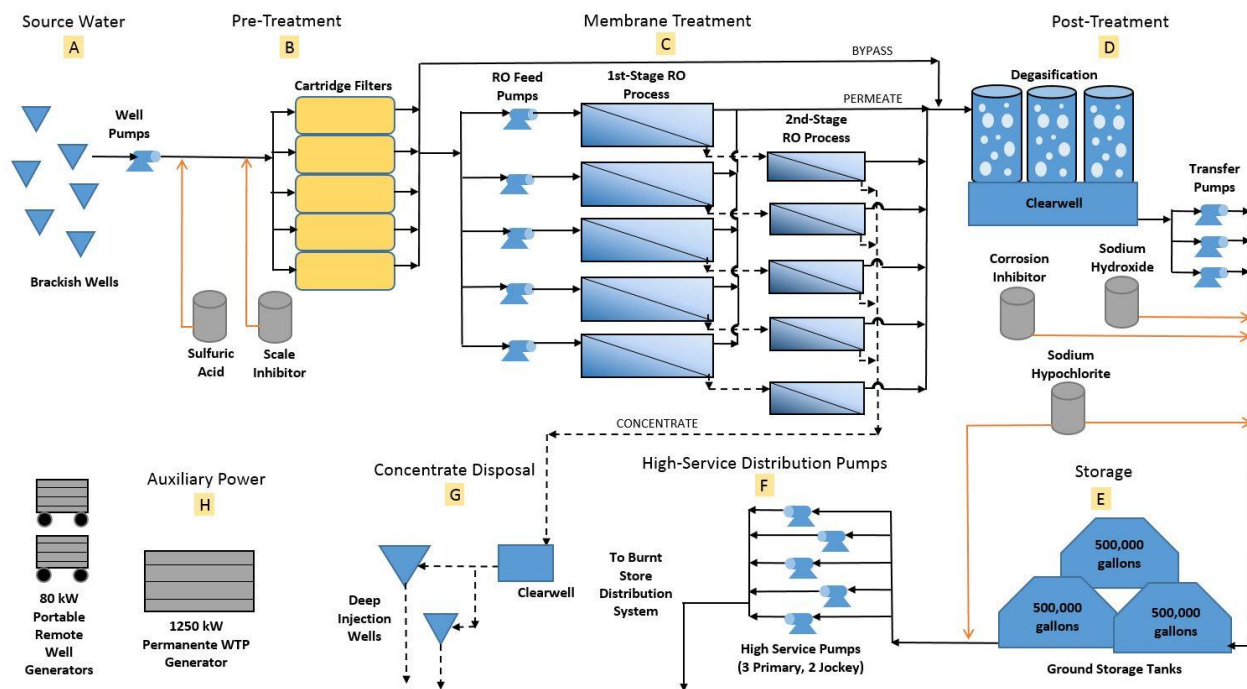 Source Water
A
Pre-Treatment
B
Membrane Treatment
C
Post-Treatment
D
BYPASS
Cartridge Filters
RO Feed
Pumps
1st-Stage RO
Process
PERMEATE
2nd-Stage
RO Process
Degasification
Well
Pumps
Clearwell
Transfer
Pumps
Brackish Wells
Sulfuric
Acid
Scale
Inhibitor
Corrosion
Inhibitor
Sodium
Hydroxide
Sodium
Hypochlorite
CONCENTRATE
Auxiliary Power
H
Concentrate Disposal
G
High-Service Distribution Pumps
F
Storage
E
80 kW
Portable
Remote
Well
Generators
1250 kW
Permanente WTP
Generator
Deep
Injection
Wells
Clearwell
To Burnt
Store
Distribution
System
High Service Pumps
(3 Primary, 2 Jockey)
500,000
gallons
500,000
gallons
500,000
gallons
Ground Storage Tanks